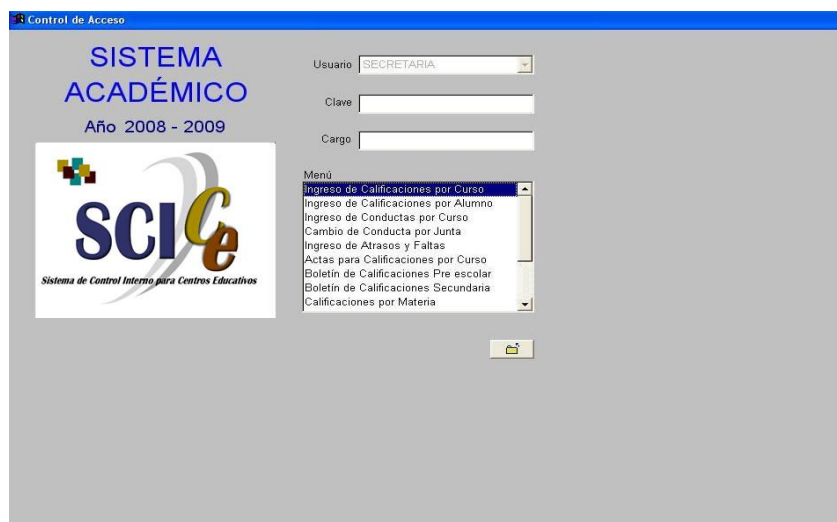 Control de Acceso
SISTEMA
ACADÉMICO
Año 2008 - 2009
SCICe
Sistema de Control Interno para Centros Educativos
Usuario SECRETARIA
Clave
Cargo
Menú
Ingreso de Calificaciones por Curso
Ingreso de Calificaciones por Alumno
Ingreso de Conductas por Curso
Cambio de Conducta por Junta
Ingreso de Atrasos y Faltas
Actas para Calificaciones por Curso
Boletín de Calificaciones Pre escolar
Boletín de Calificaciones Secundaria
Calificaciones por Materia